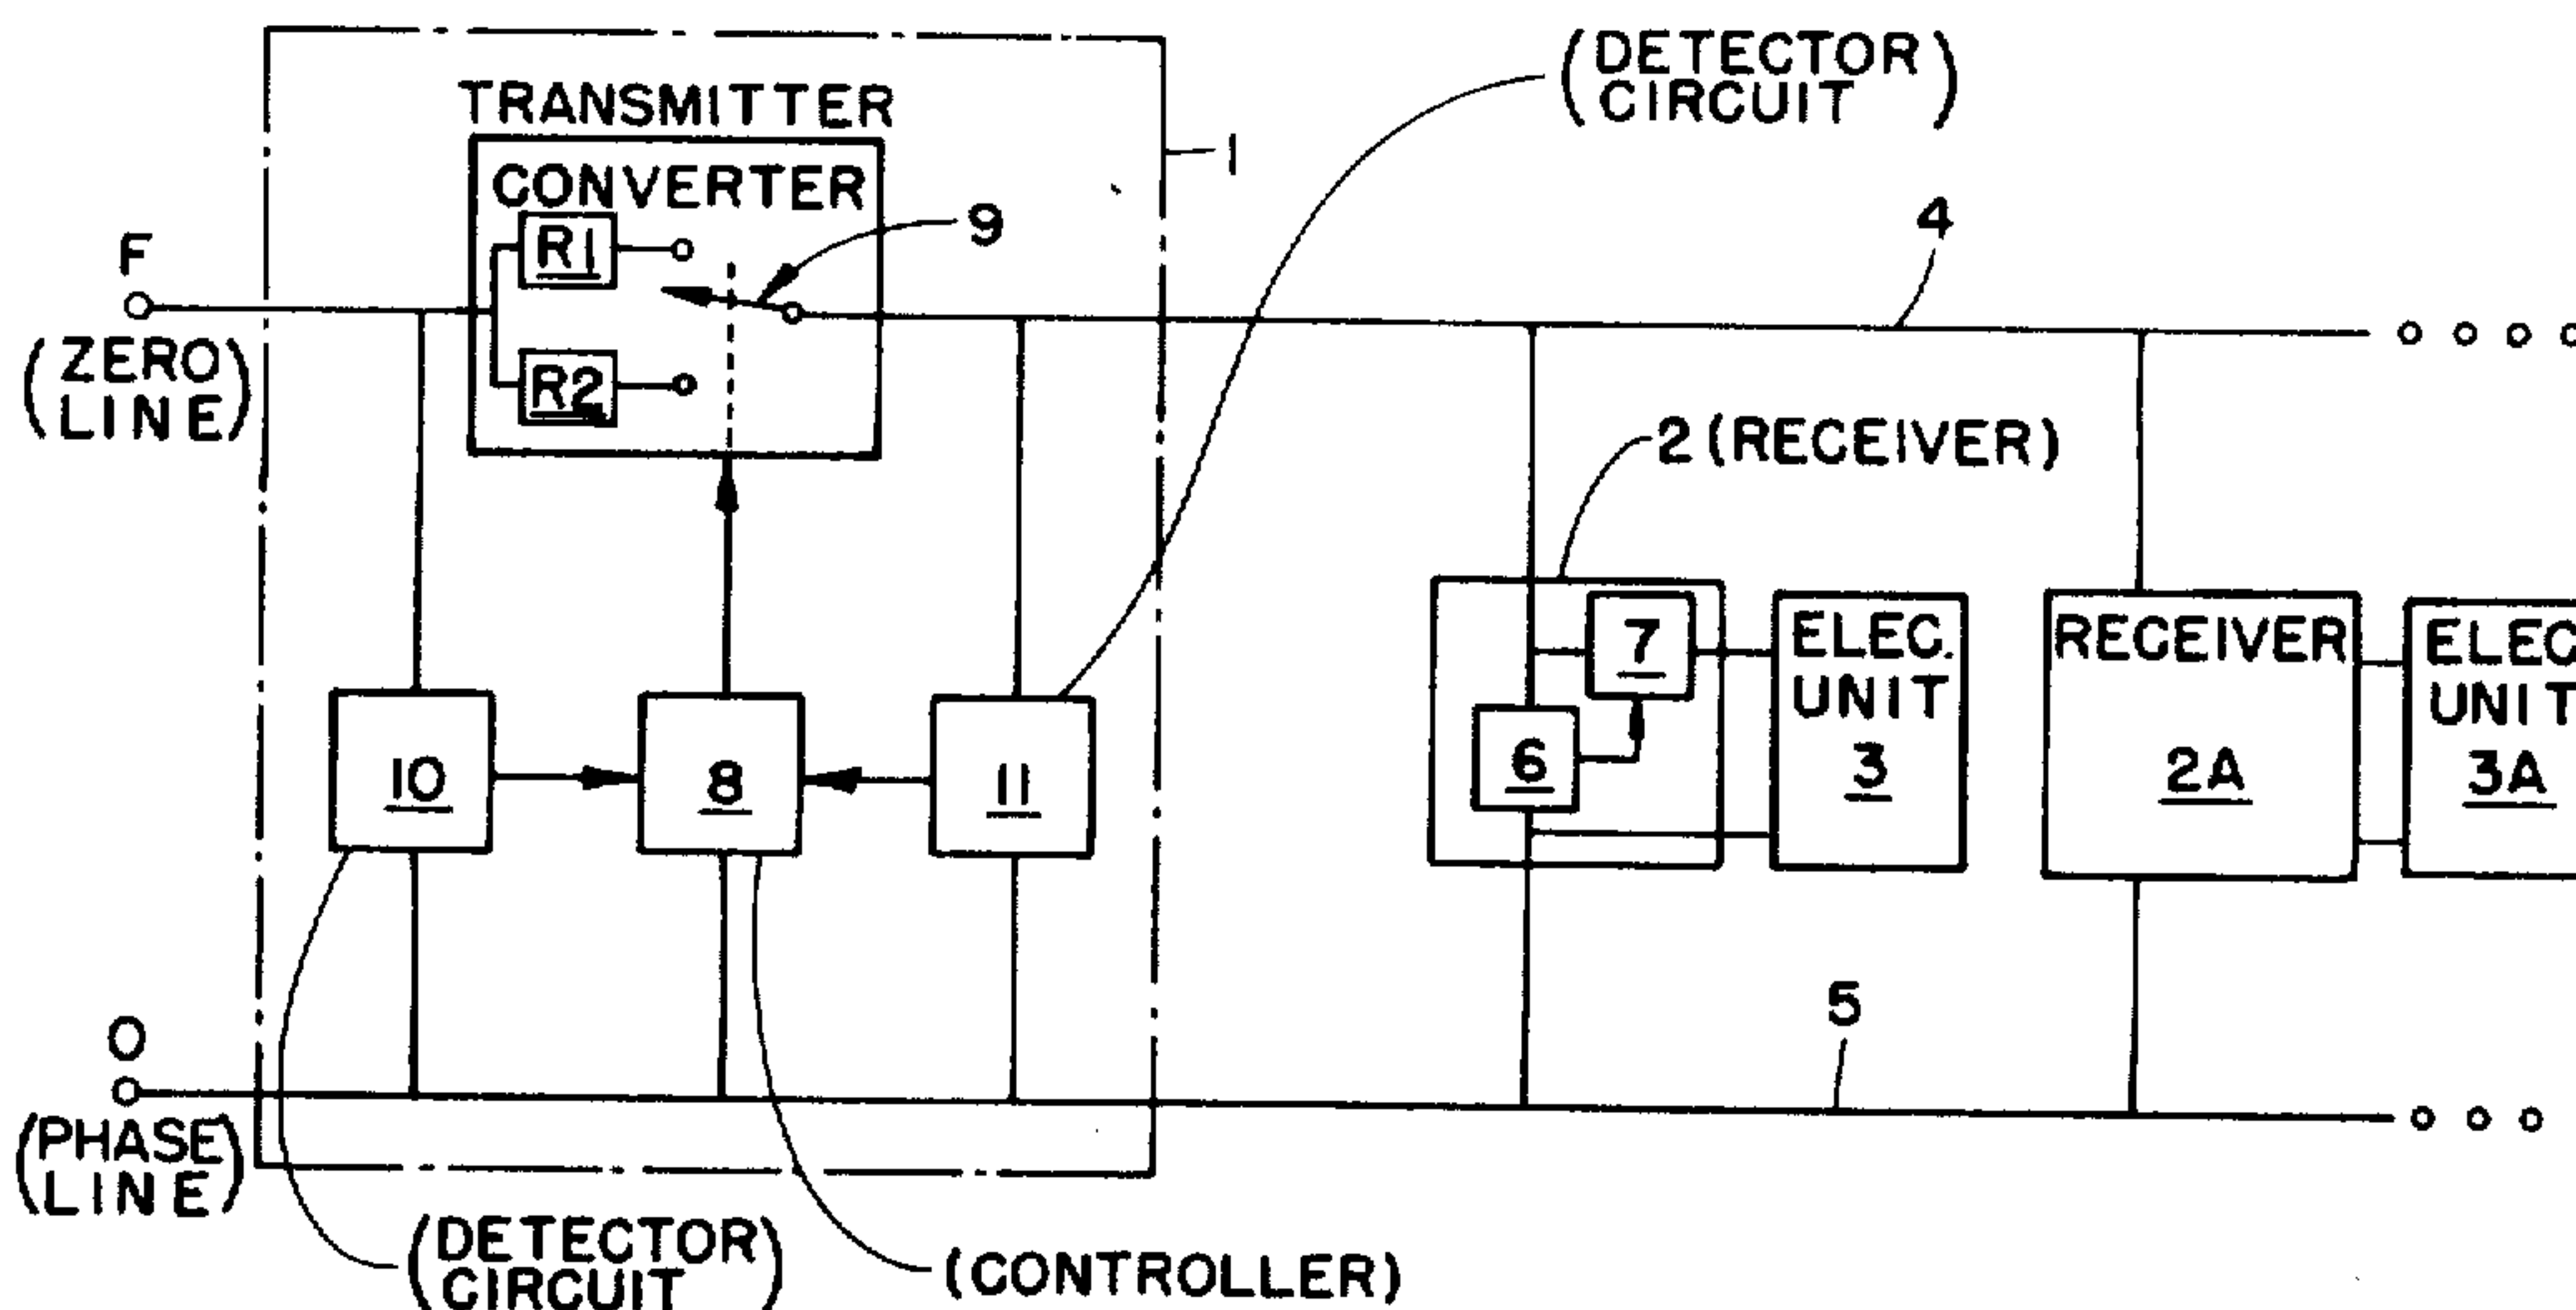 (DETECTOR
CIRCUIT)
TRANSMITTER
1
CONVERTER
R1
9
4
F
(ZERO
LINE)
R2
2 (RECEIVER)
7
ELEC.
UNIT
3
6
RECEIVER
2A
ELEC
UNIT
3A
10
8
11
5
O
(PHASE
LINE)
(DETECTOR
CIRCUIT)
(CONTROLLER)